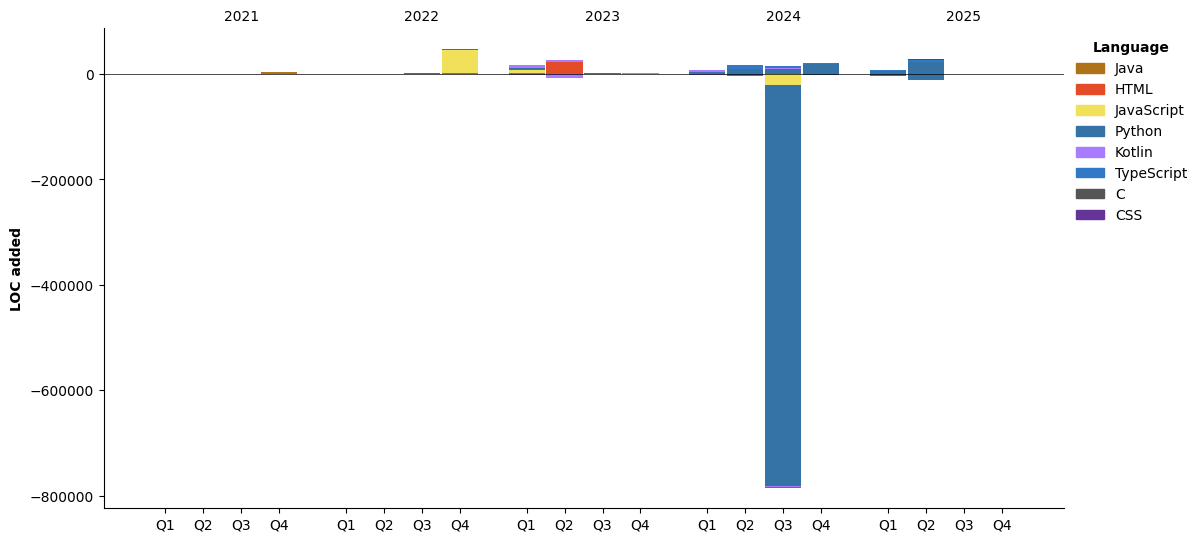 2021 2022 2023 2024 2025
Language
Java
HTML
JavaScript
Python
Kotlin
TypeScript
C
CSS
LOC added
0
−200000
−400000
−600000
−800000
Q1 Q2 Q3 Q4 Q1 Q2 Q3 Q4 Q1 Q2 Q3 Q4 Q1 Q2 Q3 Q4 Q1 Q2 Q3 Q4